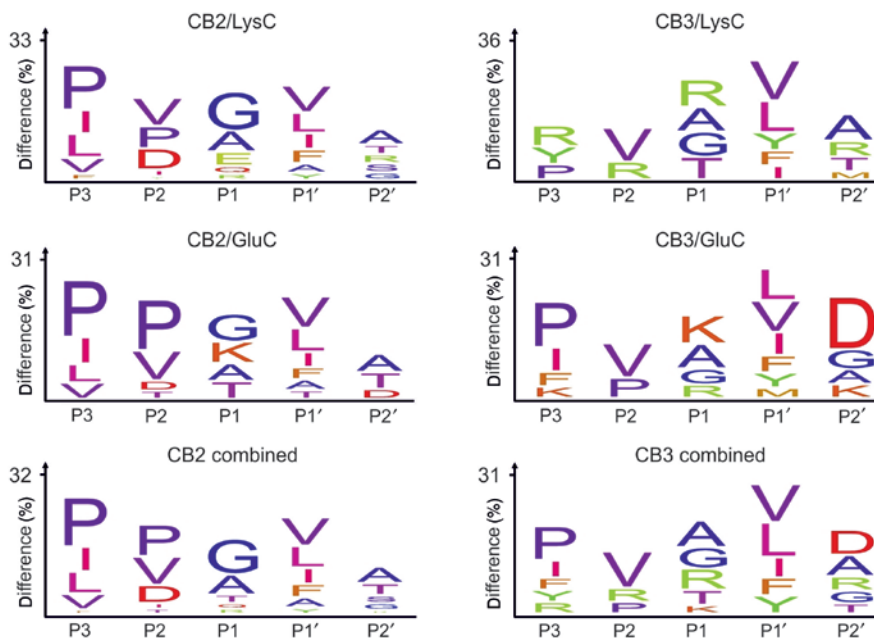 CB2/LysC
33
Difference (%)
P I L V F
V P D
G A E Q R
V L I F A Y
A T R S G
P3 P2 P1 P1′ P2′
CB3/LysC
36
Difference (%)
R Y P
V R
R A G T
V L Y F I
A R T M
P3 P2 P1 P1′ P2′
CB2/GluC
31
Difference (%)
P I L V
P V D T
G K A T
V L I F A T
A T D
P3 P2 P1 P1′ P2′
CB3/GluC
31
Difference (%)
P I F K
V P
K A G R
L V I F Y M
D G A K
P3 P2 P1 P1′ P2′
CB2 combined
32
Difference (%)
P I L V
P V D T
G A T Q R
V L I F A Y
A T S G
P3 P2 P1 P1′ P2′
CB3 combined
31
Difference (%)
P I F Y R
V R P
A G R T K
V L I F Y
D A R G T
P3 P2 P1 P1′ P2′